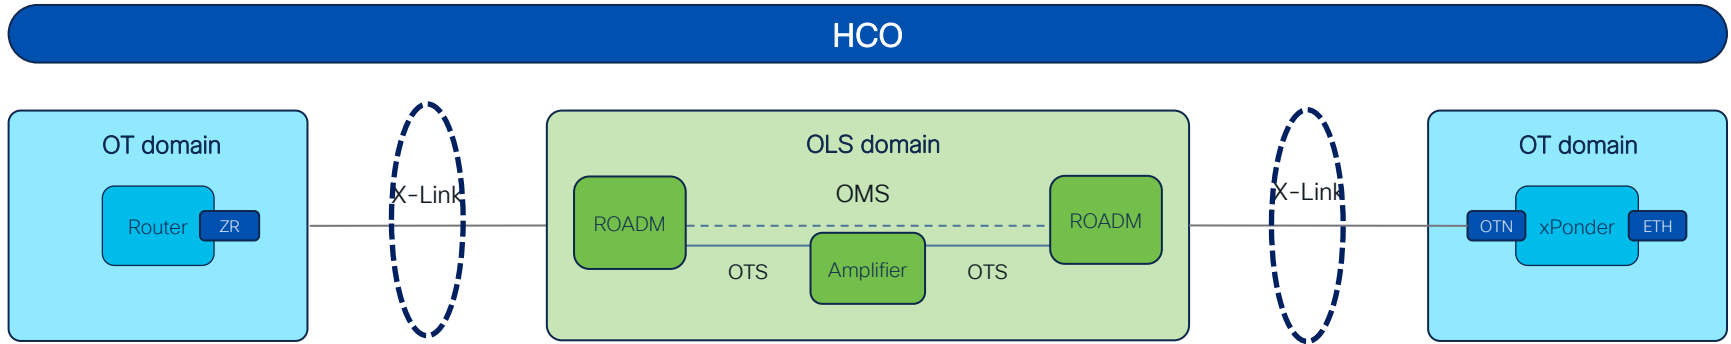 HCO
OT domain
Router
ZR
X-Link
OLS domain
OMS
ROADM
ROADM
OTS
Amplifier
OTS
X-Link
OT domain
OTN
xPonder
ETH